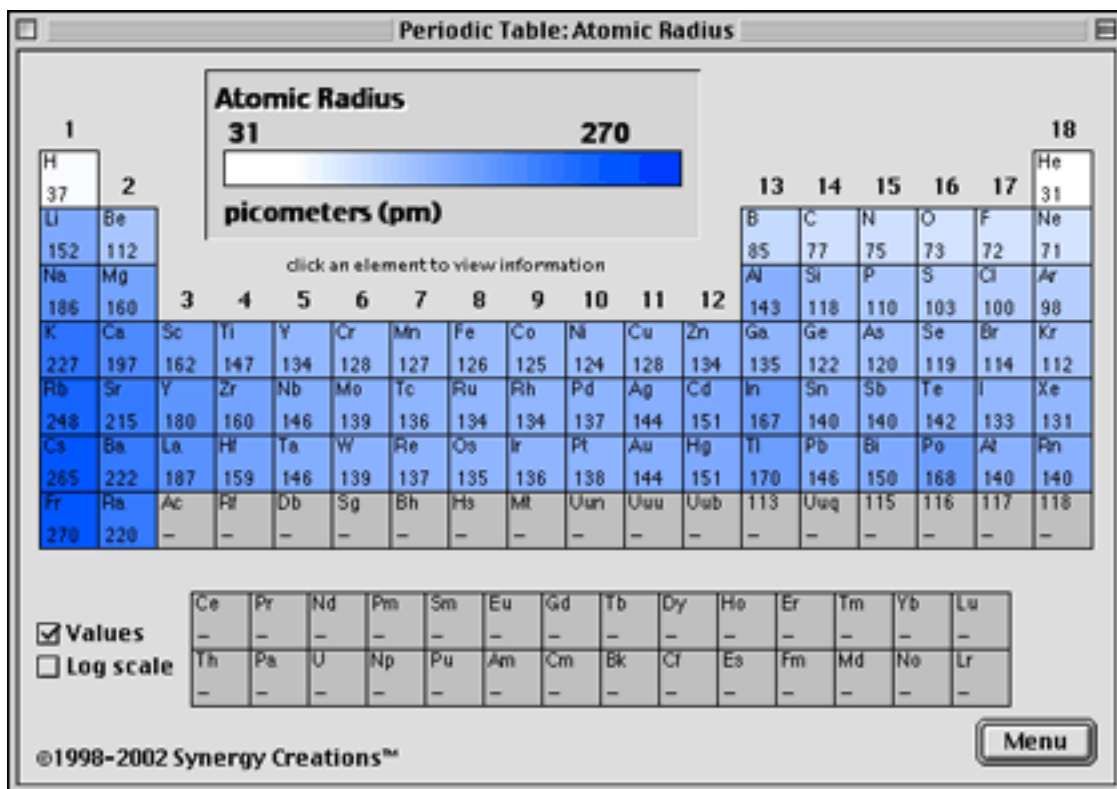 Periodic Table: Atomic Radius
Atomic Radius
31 270
picometers (pm)
click an element to view information
1 18
H He
37 31
2 13 14 15 16 17
Li Be B C N O F Ne
152 112 85 77 75 73 72 71
Na Mg Al Si P S Cl Ar
186 160 143 118 110 103 100 98
3 4 5 6 7 8 9 10 11 12
K Ca Sc Ti Y Cr Mn Fe Co Ni Cu Zn Ga Ge As Se Br Kr
227 197 162 147 134 128 127 126 125 124 128 134 135 122 120 119 114 112
Rb Sr Y Zr Nb Mo Tc Ru Rh Pd Ag Cd In Sn Sb Te I Xe
248 215 180 160 146 139 136 134 134 137 144 151 167 140 140 142 133 131
Cs Ba La Hf Ta W Re Os Ir Pt Au Hg Tl Pb Bi Po At Rn
265 222 187 159 146 139 137 135 136 138 144 151 170 146 150 168 140 140
Fr Ra Ac Rf Db Sg Bh Hs Mt Uun Uuu Uub 113 Uuq 115 116 117 118
270 220 – – – – – – – – – – – – – – – –
Ce Pr Nd Pm Sm Eu Gd Tb Dy Ho Er Tm Yb Lu
– – – – – – – – – – – – – –
Th Pa U Np Pu Am Cm Bk Cf Es Fm Md No Lr
– – – – – – – – – – – – – –
Values
Log scale
Menu
©1998-2002 Synergy Creations™